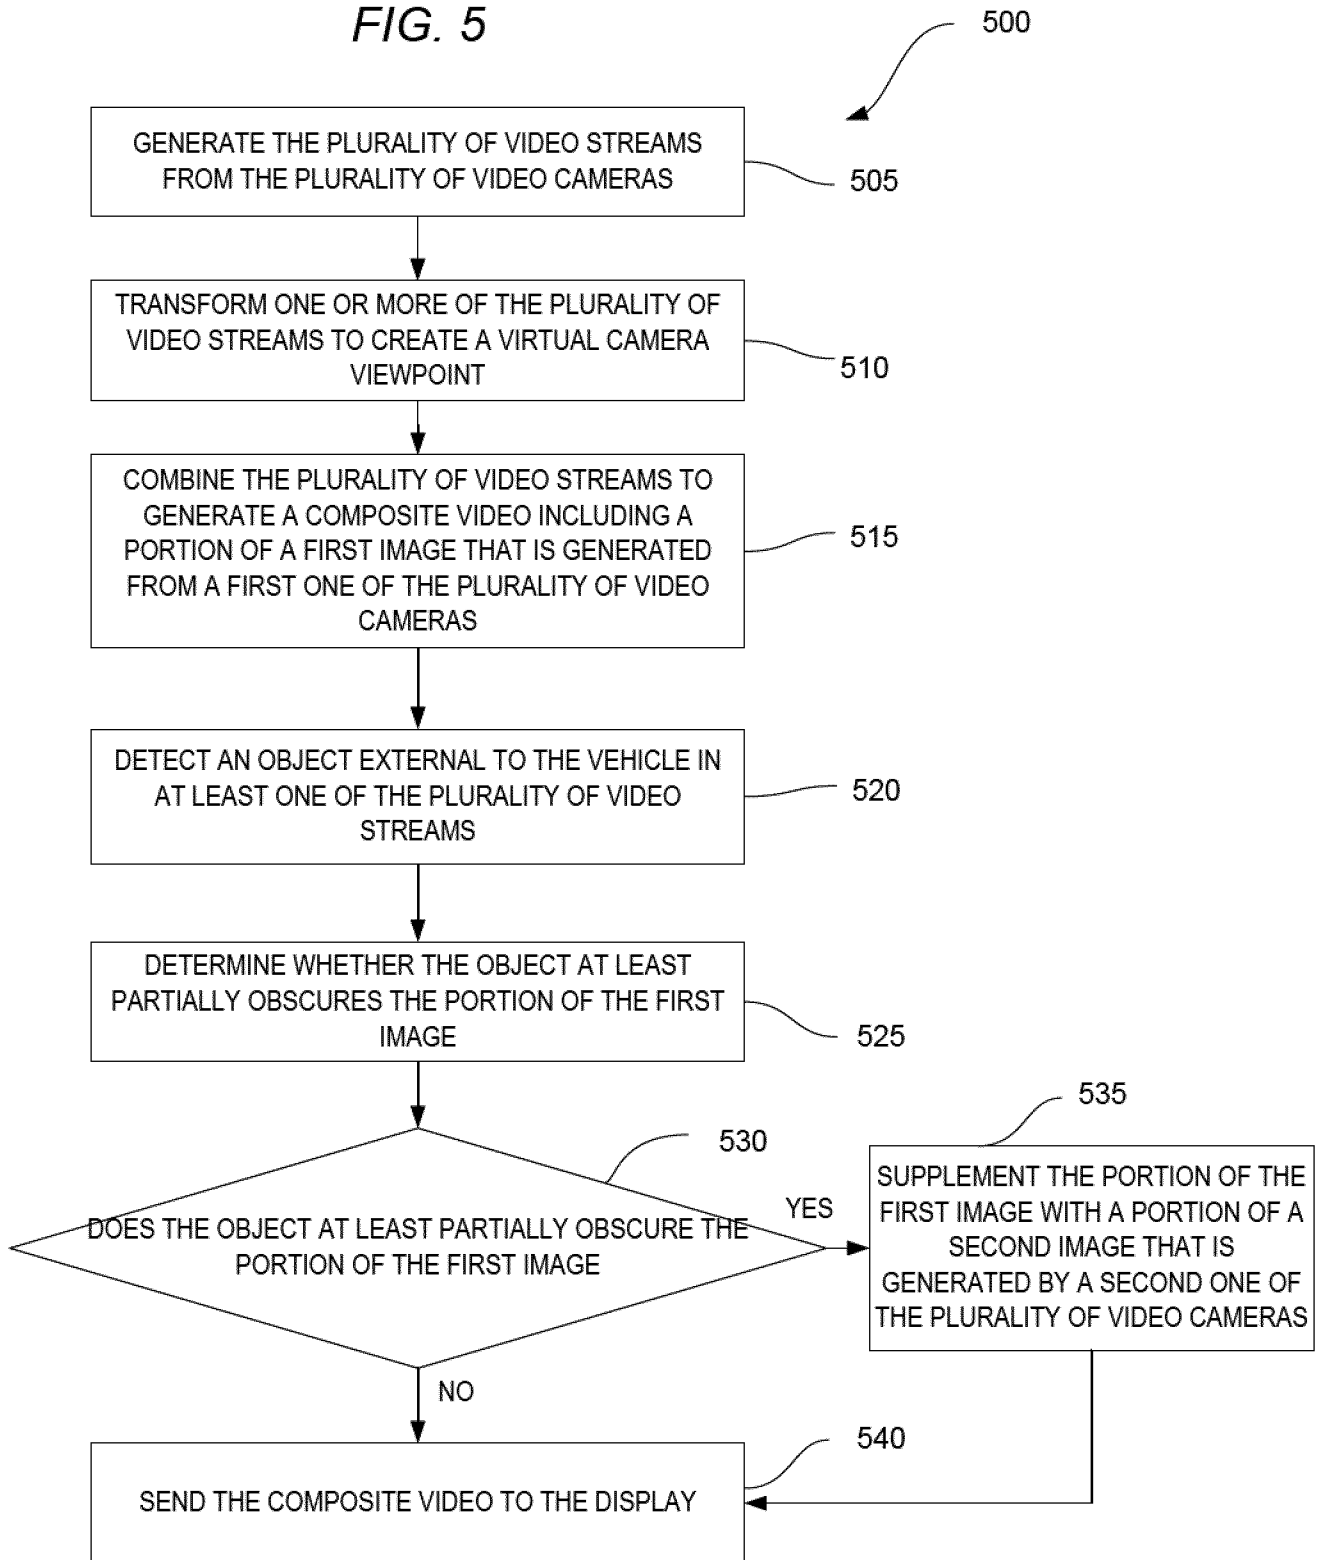 FIG. 5
500
GENERATE THE PLURALITY OF VIDEO STREAMS
FROM THE PLURALITY OF VIDEO CAMERAS
505
TRANSFORM ONE OR MORE OF THE PLURALITY OF
VIDEO STREAMS TO CREATE A VIRTUAL CAMERA
VIEWPOINT
510
COMBINE THE PLURALITY OF VIDEO STREAMS TO
GENERATE A COMPOSITE VIDEO INCLUDING A
PORTION OF A FIRST IMAGE THAT IS GENERATED
FROM A FIRST ONE OF THE PLURALITY OF VIDEO
CAMERAS
515
DETECT AN OBJECT EXTERNAL TO THE VEHICLE IN
AT LEAST ONE OF THE PLURALITY OF VIDEO
STREAMS
520
DETERMINE WHETHER THE OBJECT AT LEAST
PARTIALLY OBSCURES THE PORTION OF THE FIRST
IMAGE
525
DOES THE OBJECT AT LEAST PARTIALLY OBSCURE THE
PORTION OF THE FIRST IMAGE
530
YES
535
SUPPLEMENT THE PORTION OF THE
FIRST IMAGE WITH A PORTION OF A
SECOND IMAGE THAT IS
GENERATED BY A SECOND ONE OF
THE PLURALITY OF VIDEO CAMERAS
NO
540
SEND THE COMPOSITE VIDEO TO THE DISPLAY